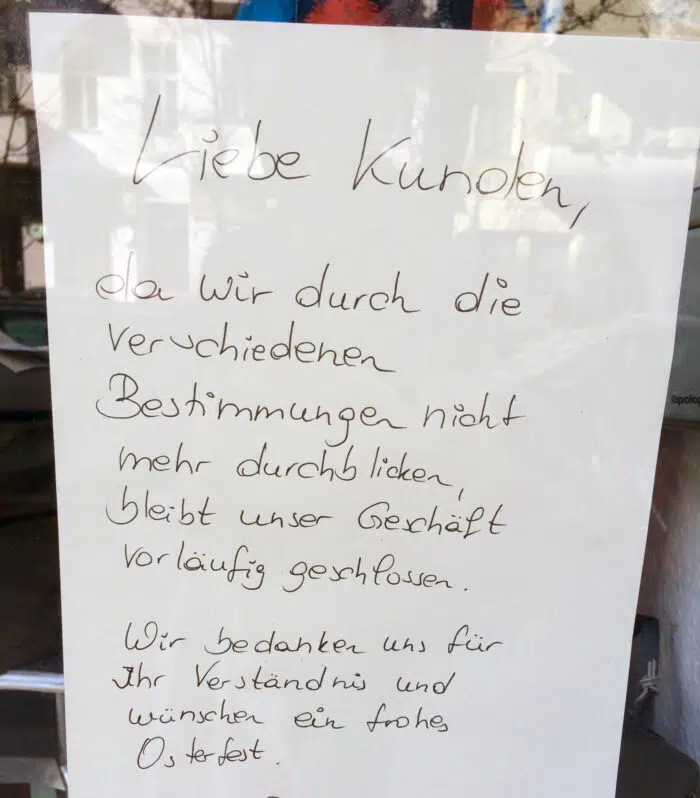 Liebe Kunden,
da wir durch die
verschiedenen
Bestimmungen nicht
mehr durchblicken,
bleibt unser Geschäft
vorläufig geschlossen.
Wir bedanken uns für
Ihr Verständnis und
wünschen ein frohes
Osterfest.